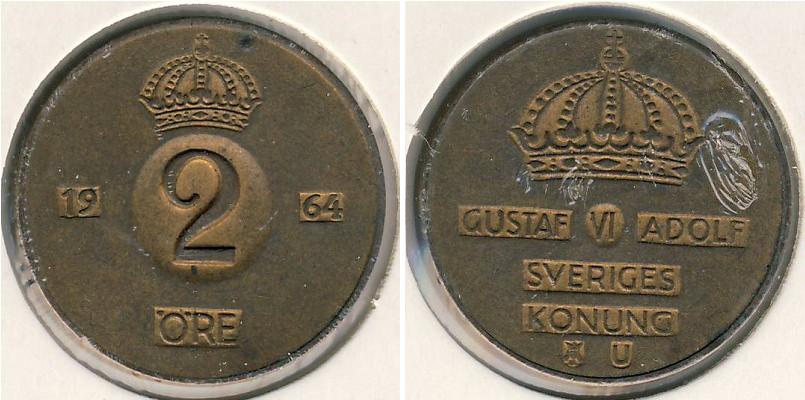 2
19 64
ÖRE
GUSTAF VI ADOLF
SVERIGES
KONUNG
U